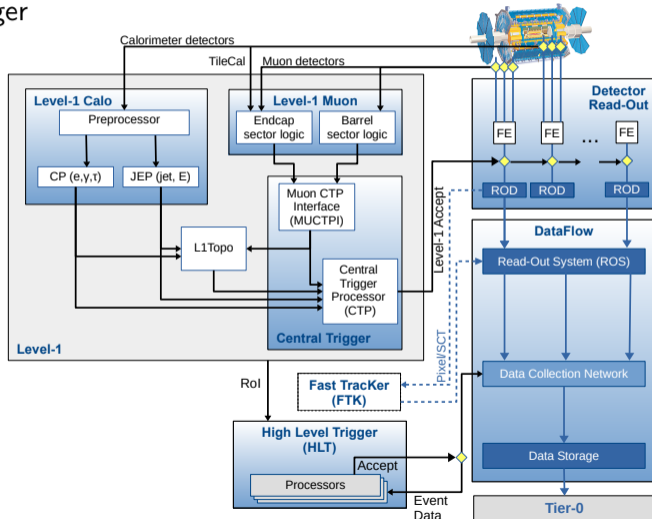 ger
Calorimeter detectors
TileCal
Muon detectors
Level-1 Calo
Preprocessor
CP (e,γ,τ)
JEP (jet, E)
Level-1 Muon
Endcap
sector logic
Barrel
sector logic
Muon CTP
Interface
(MUCTPI)
L1Topo
Central
Trigger
Processor
(CTP)
Central Trigger
Level-1
Level-1 Accept
Detector
Read-Out
FE
FE
...
FE
ROD
ROD
ROD
DataFlow
Read-Out System (ROS)
Pixel/SCT
Data Collection Network
Data Storage
Tier-0
RoI
Fast TracKer
(FTK)
High Level Trigger
(HLT)
Accept
Processors
Event
Data